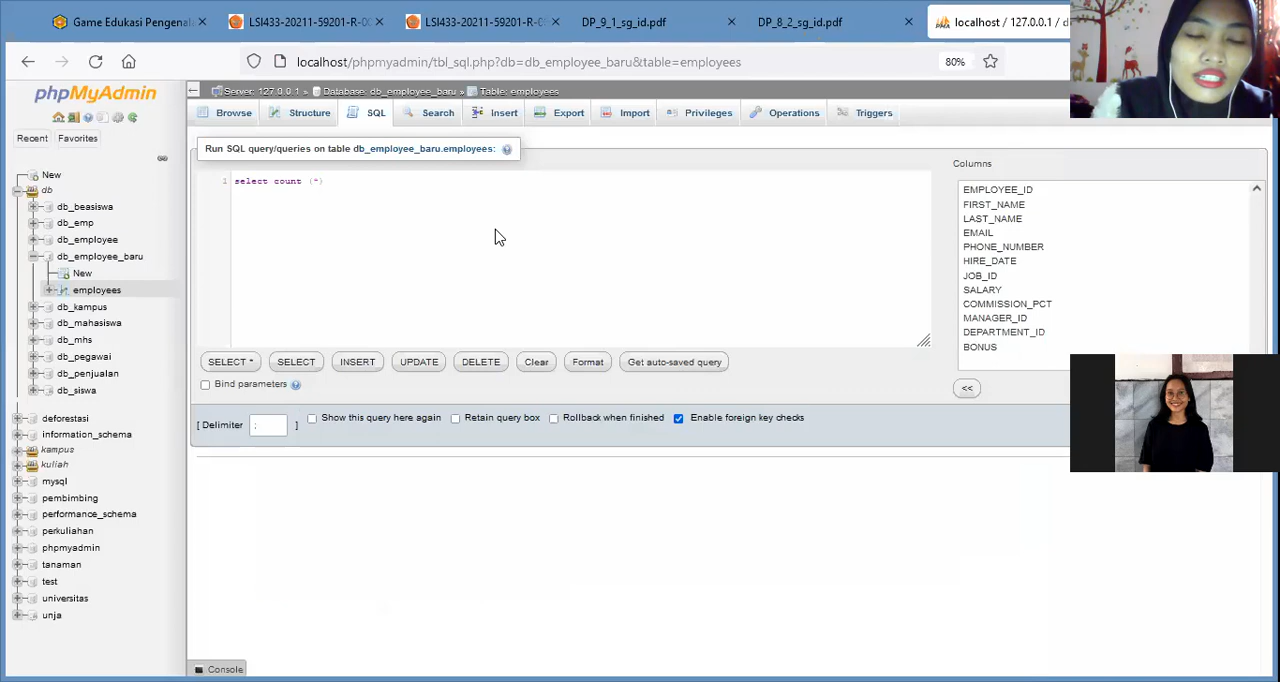 Game Edukasi Pengenala
LSI433-20211-59201-R-0
LSI433-20211-59201-R-0
DP_9_1_sg_id.pdf
DP_8_2_sg_id.pdf
localhost / 127.0.0.1 / d
localhost/phpmyadmin/tbl_sql.php?db=db_employee_baru&table=employees
80%
phpMyAdmin
Recent
Favorites
New
db
db_beasiswa
db_emp
db_employee
db_employee_baru
New
employees
db_kampus
db_mahasiswa
db_mhs
db_pegawai
db_penjualan
db_siswa
deforestasi
information_schema
kampus
kuliah
mysql
pembimbing
performance_schema
perkuliahan
phpmyadmin
tanaman
test
universitas
unja
Server: 127.0.0.1 » Database: db_employee_baru » Table: employees
Browse
Structure
SQL
Search
Insert
Export
Import
Privileges
Operations
Triggers
Run SQL query/queries on table db_employee_baru.employees:
1 select count (*)
Columns
EMPLOYEE_ID
FIRST_NAME
LAST_NAME
EMAIL
PHONE_NUMBER
HIRE_DATE
JOB_ID
SALARY
COMMISSION_PCT
MANAGER_ID
DEPARTMENT_ID
BONUS
<<
SELECT *
SELECT
INSERT
UPDATE
DELETE
Clear
Format
Get auto-saved query
Bind parameters
[ Delimiter ; ]
Show this query here again
Retain query box
Rollback when finished
Enable foreign key checks
Console